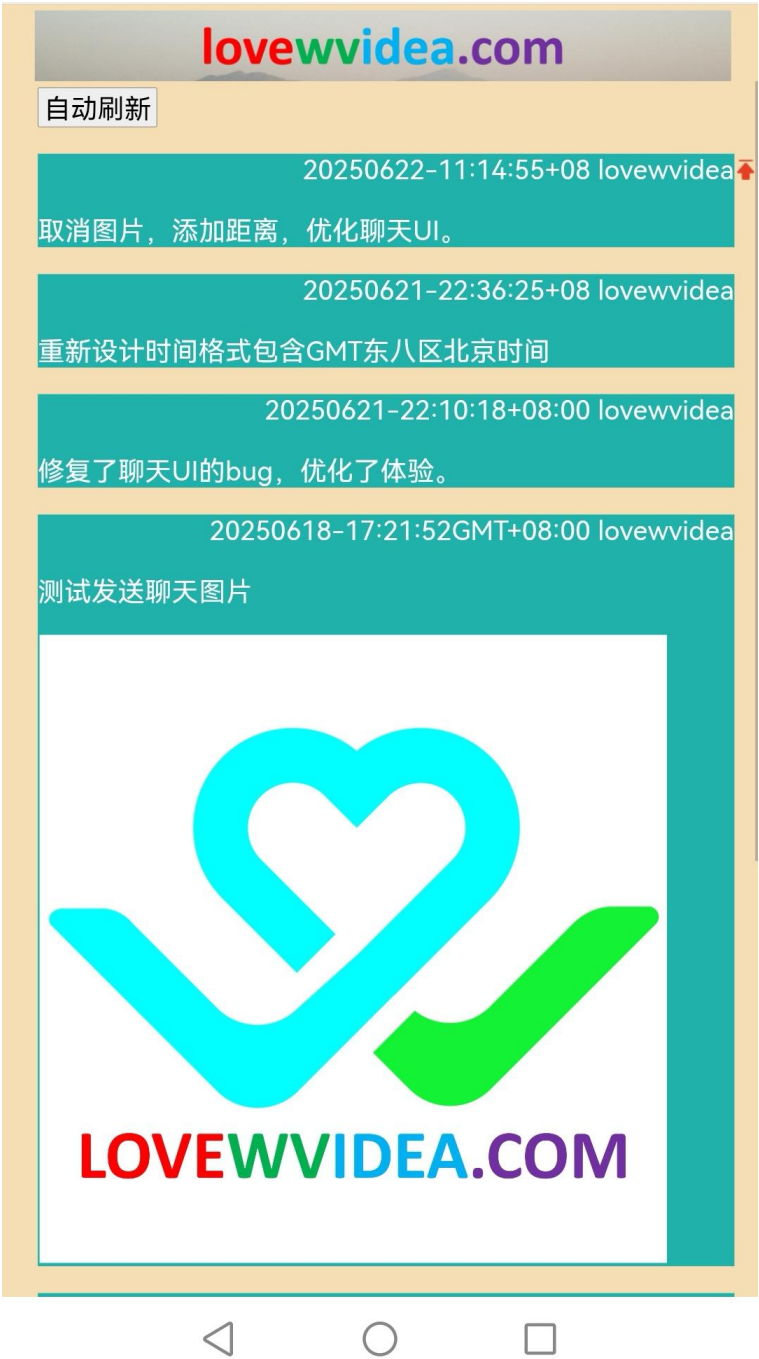 lovewvidea.com
自动刷新
20250622-11:14:55+08 lovewvidea
取消图片，添加距离，优化聊天UI。
20250621-22:36:25+08 lovewvidea
重新设计时间格式包含GMT东八区北京时间
20250621-22:10:18+08:00 lovewvidea
修复了聊天UI的bug，优化了体验。
20250618-17:21:52GMT+08:00 lovewvidea
测试发送聊天图片
LOVEWVIDEA.COM